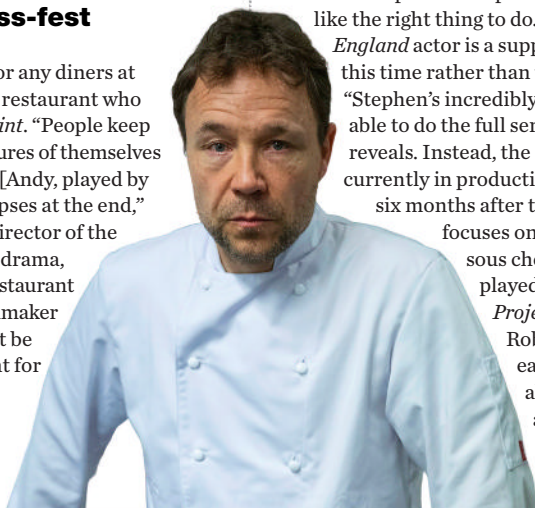 ss-fest
or any diners at
restaurant who
int. “People keep
ures of themselves
[Andy, played by
pses at the end,”
irector of the
drama,
staurant
maker
t be
t for
like the right thing to do.
England actor is a supp
this time rather than
“Stephen’s incredibly
able to do the full ser
reveals. Instead, the
currently in producti
six months after t
focuses on
sous che
played
Proje
Rob
ea
a